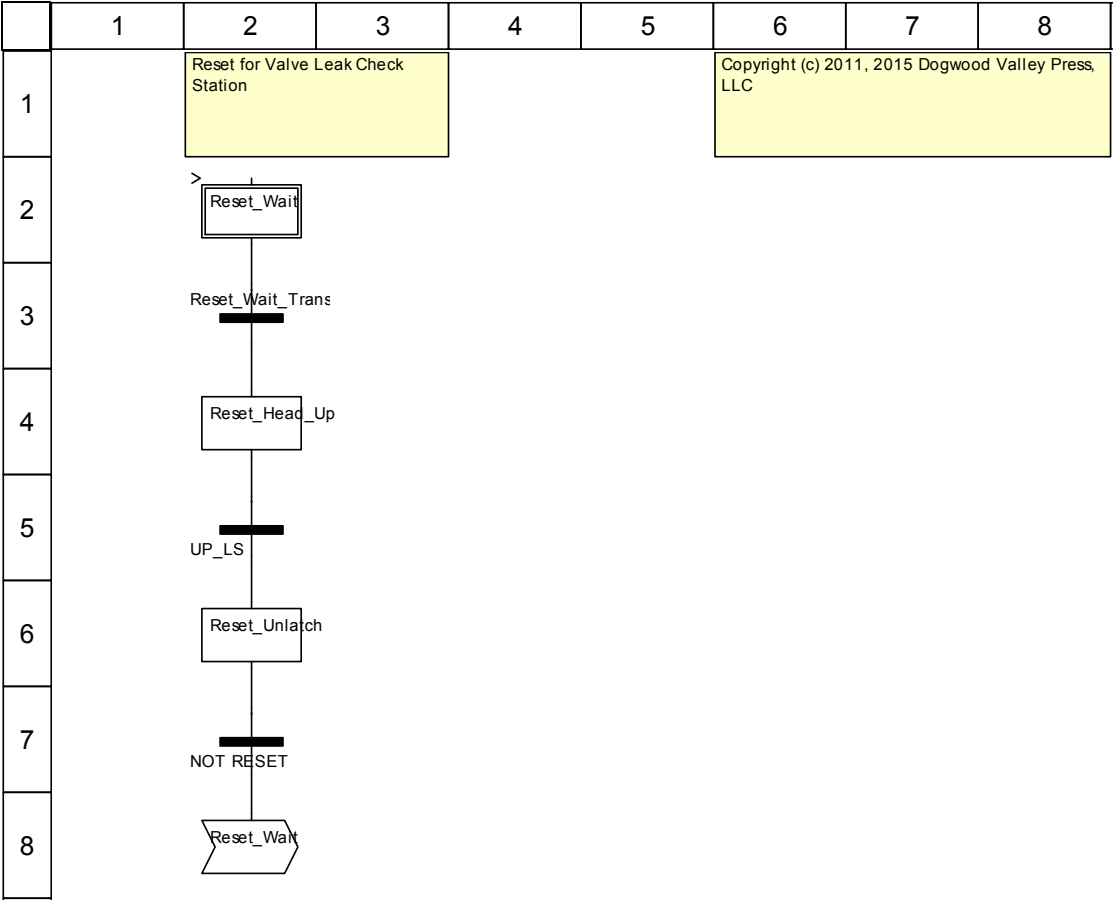 1 2 3 4 5 6 7 8
1
Reset for Valve Leak Check
Station
Copyright (c) 2011, 2015 Dogwood Valley Press,
LLC
2
>
Reset_Wait
3
Reset_Wait_Trans
4
Reset_Head_Up
5
UP_LS
6
Reset_Unlatch
7
NOT RESET
8
Reset_Wait